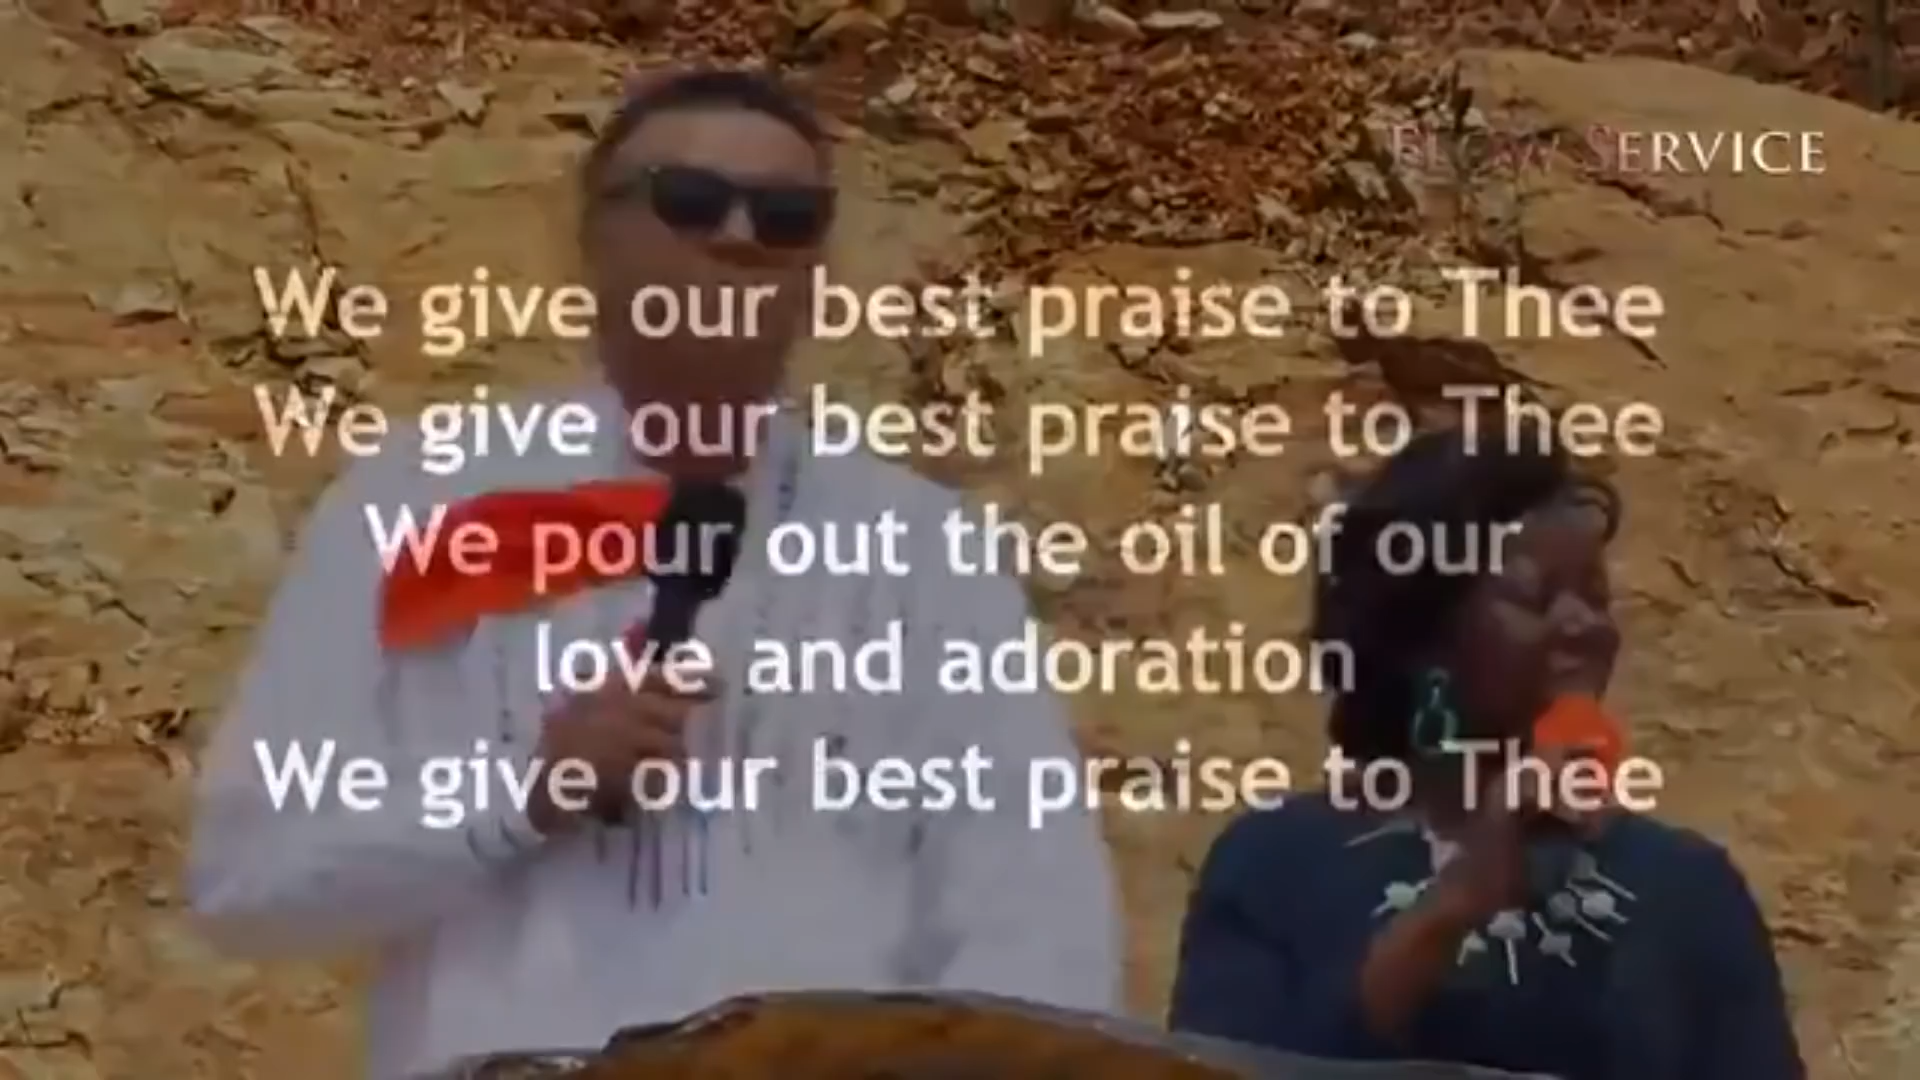 FLOW SERVICE
We give our best praise to Thee
We give our best praise to Thee
We pour out the oil of our
love and adoration
We give our best praise to Thee